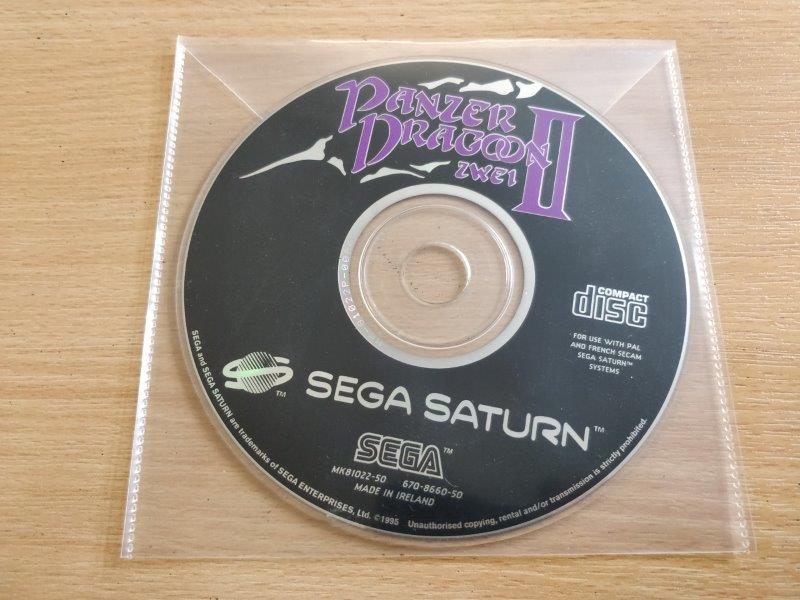 PANZER
DRAGOON II
ZWEI
COMPACT
disc
FOR USE WITH PAL
AND FRENCH SECAM
SEGA SATURN™
SYSTEMS
TM
SEGA SATURN™
SEGA™
MK81022-50 670-8660-50
MADE IN IRELAND
SEGA and SEGA SATURN are trademarks of SEGA ENTERPRISES, Ltd. ©1995 Unauthorised copying, rental and/or transmission is strictly prohibited.